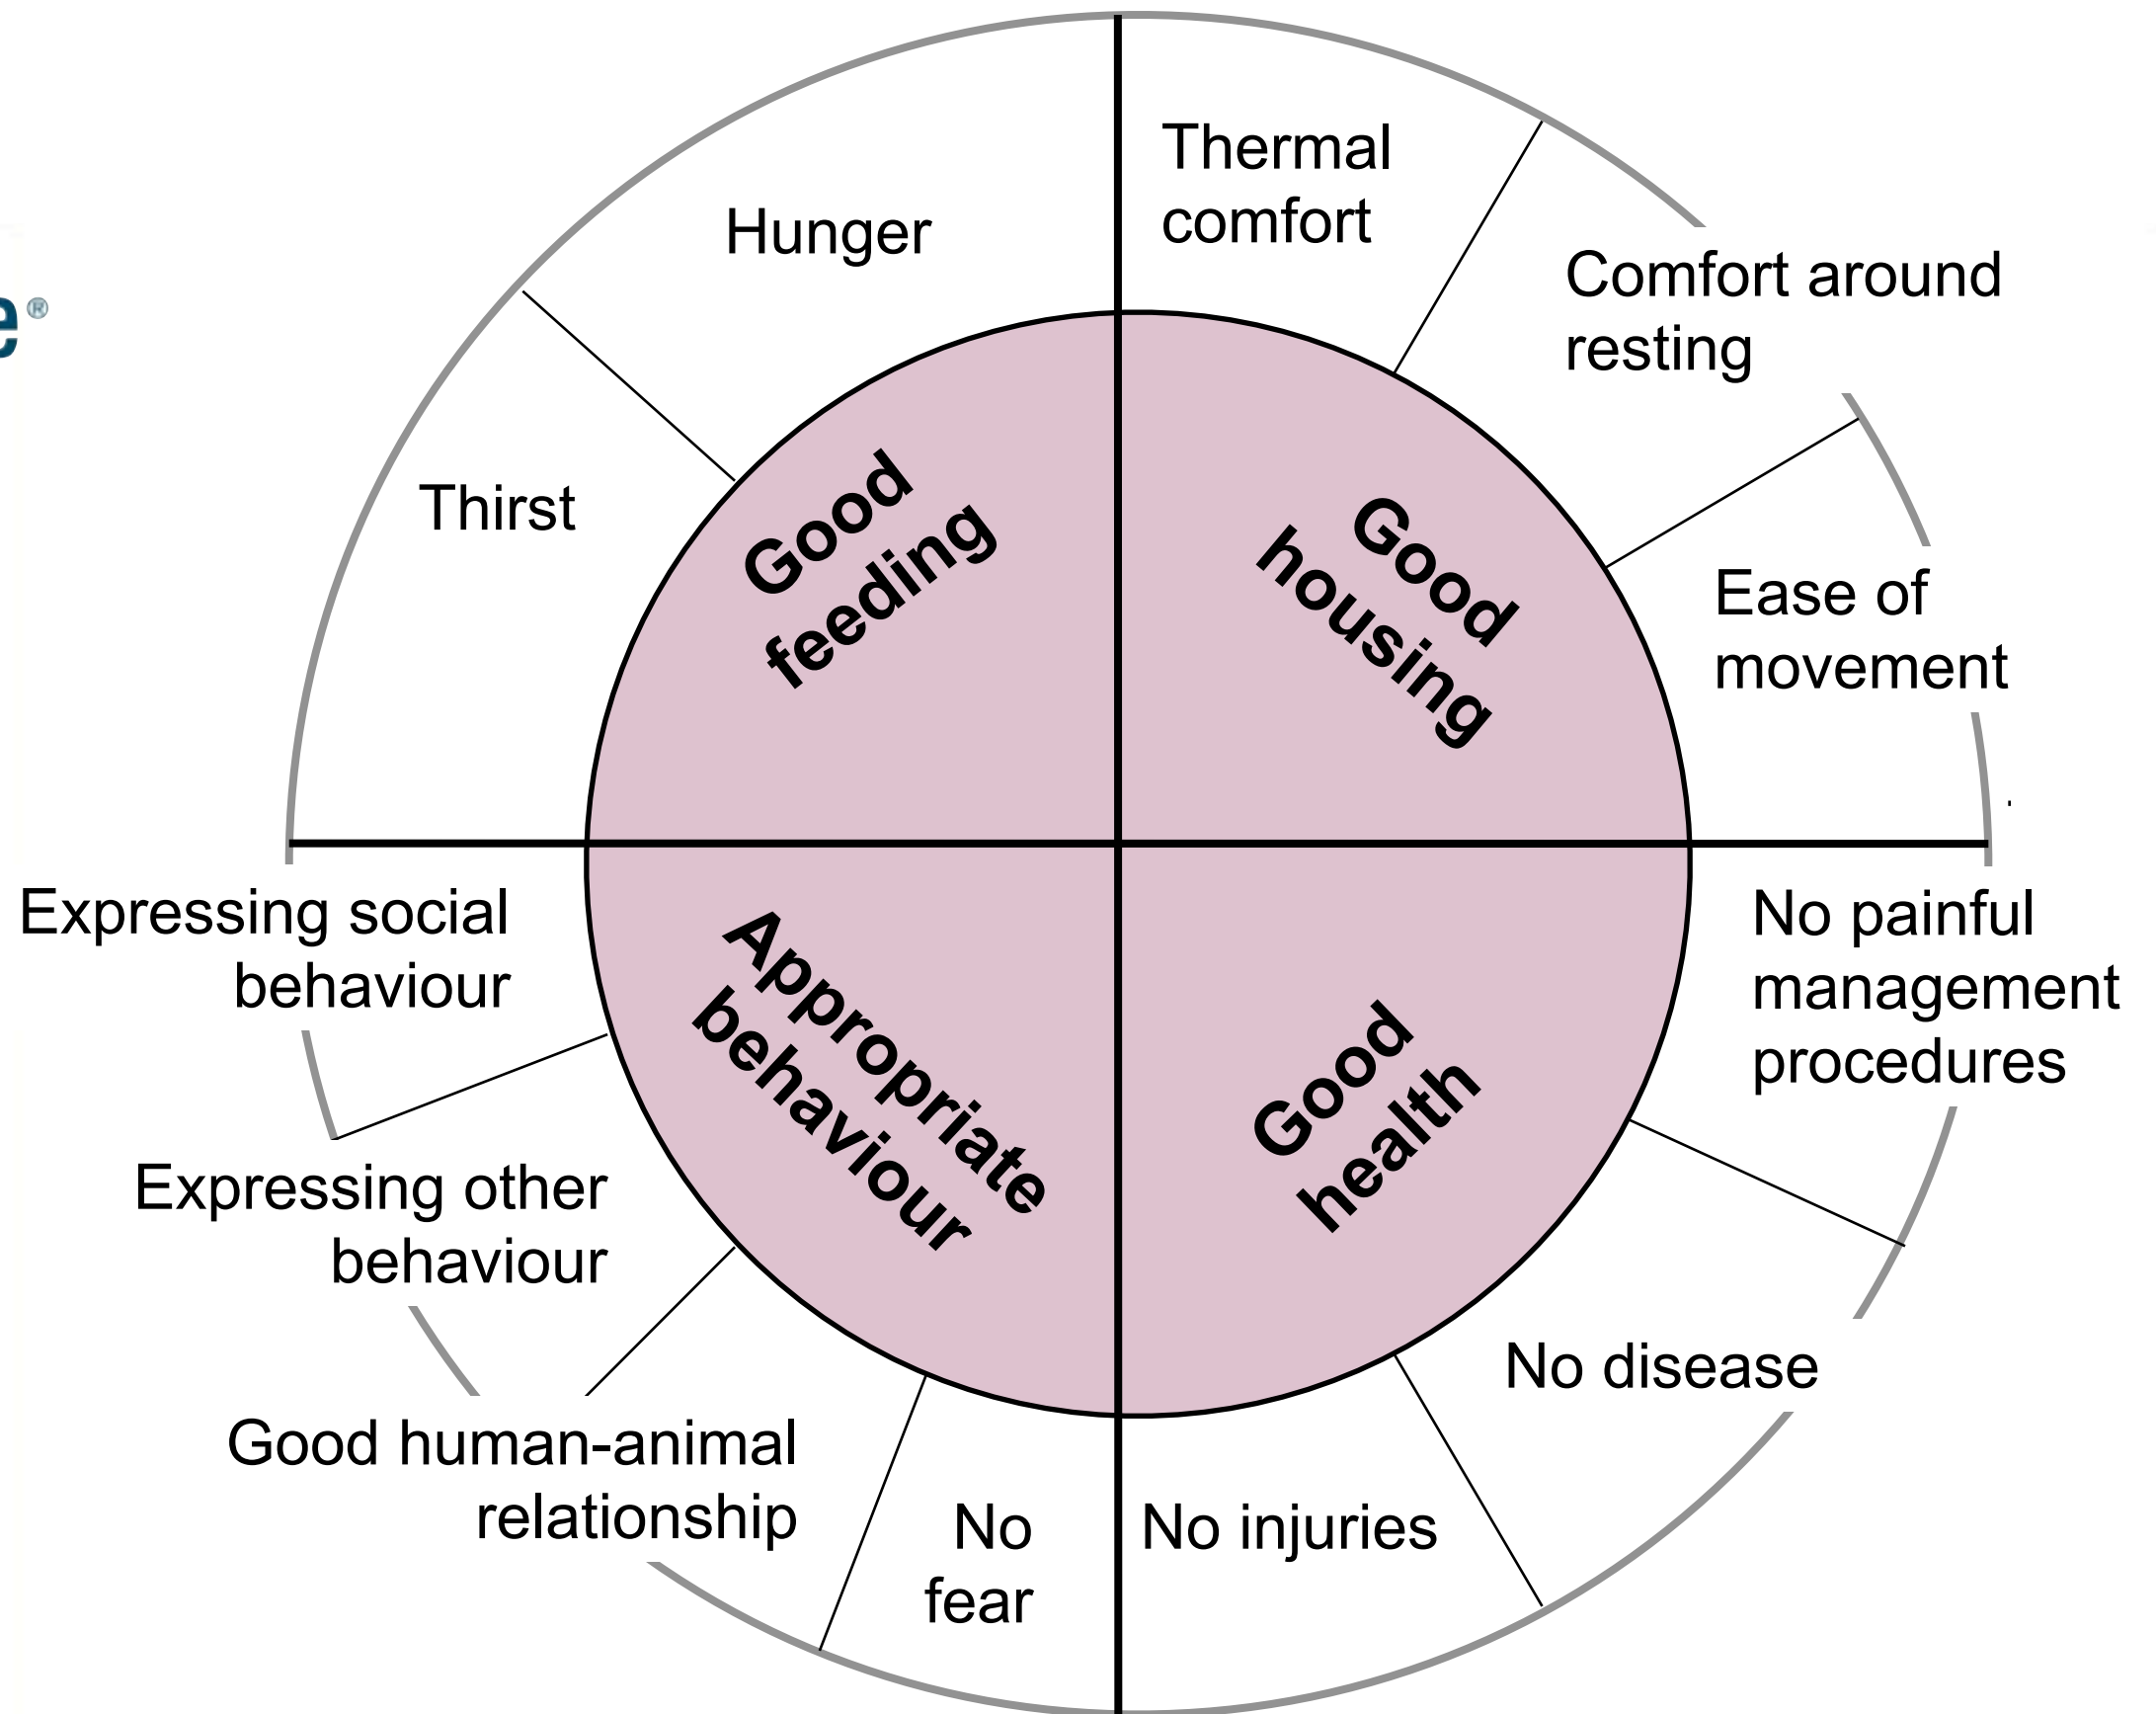 Thermal
comfort
Hunger
Comfort around
resting
e®
Thirst
Good
feeding
Good
housing
Ease of
movement
Expressing social
behaviour
No painful
management
procedures
Appropriate
behaviour
Good
health
Expressing other
behaviour
No disease
Good human-animal
relationship
No
fear
No injuries